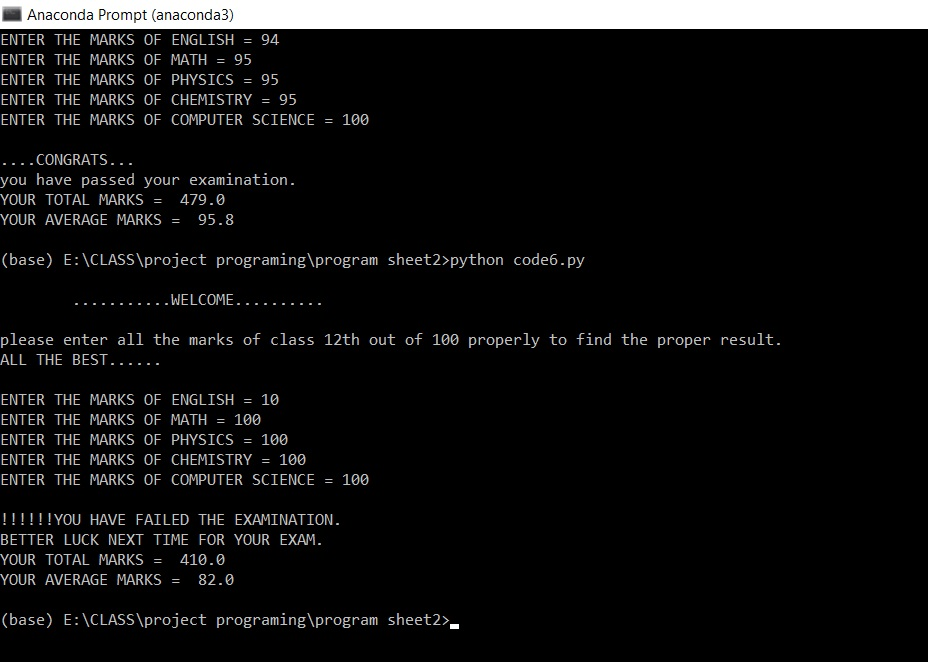 Anaconda Prompt (anaconda3)
ENTER THE MARKS OF ENGLISH = 94
ENTER THE MARKS OF MATH = 95
ENTER THE MARKS OF PHYSICS = 95
ENTER THE MARKS OF CHEMISTRY = 95
ENTER THE MARKS OF COMPUTER SCIENCE = 100
....CONGRATS...
you have passed your examination.
YOUR TOTAL MARKS =  479.0
YOUR AVERAGE MARKS =  95.8
(base) E:\CLASS\project programing\program sheet2>python code6.py
...........WELCOME..........
please enter all the marks of class 12th out of 100 properly to find the proper result.
ALL THE BEST......
ENTER THE MARKS OF ENGLISH = 10
ENTER THE MARKS OF MATH = 100
ENTER THE MARKS OF PHYSICS = 100
ENTER THE MARKS OF CHEMISTRY = 100
ENTER THE MARKS OF COMPUTER SCIENCE = 100
!!!!!!YOU HAVE FAILED THE EXAMINATION.
BETTER LUCK NEXT TIME FOR YOUR EXAM.
YOUR TOTAL MARKS =  410.0
YOUR AVERAGE MARKS =  82.0
(base) E:\CLASS\project programing\program sheet2>